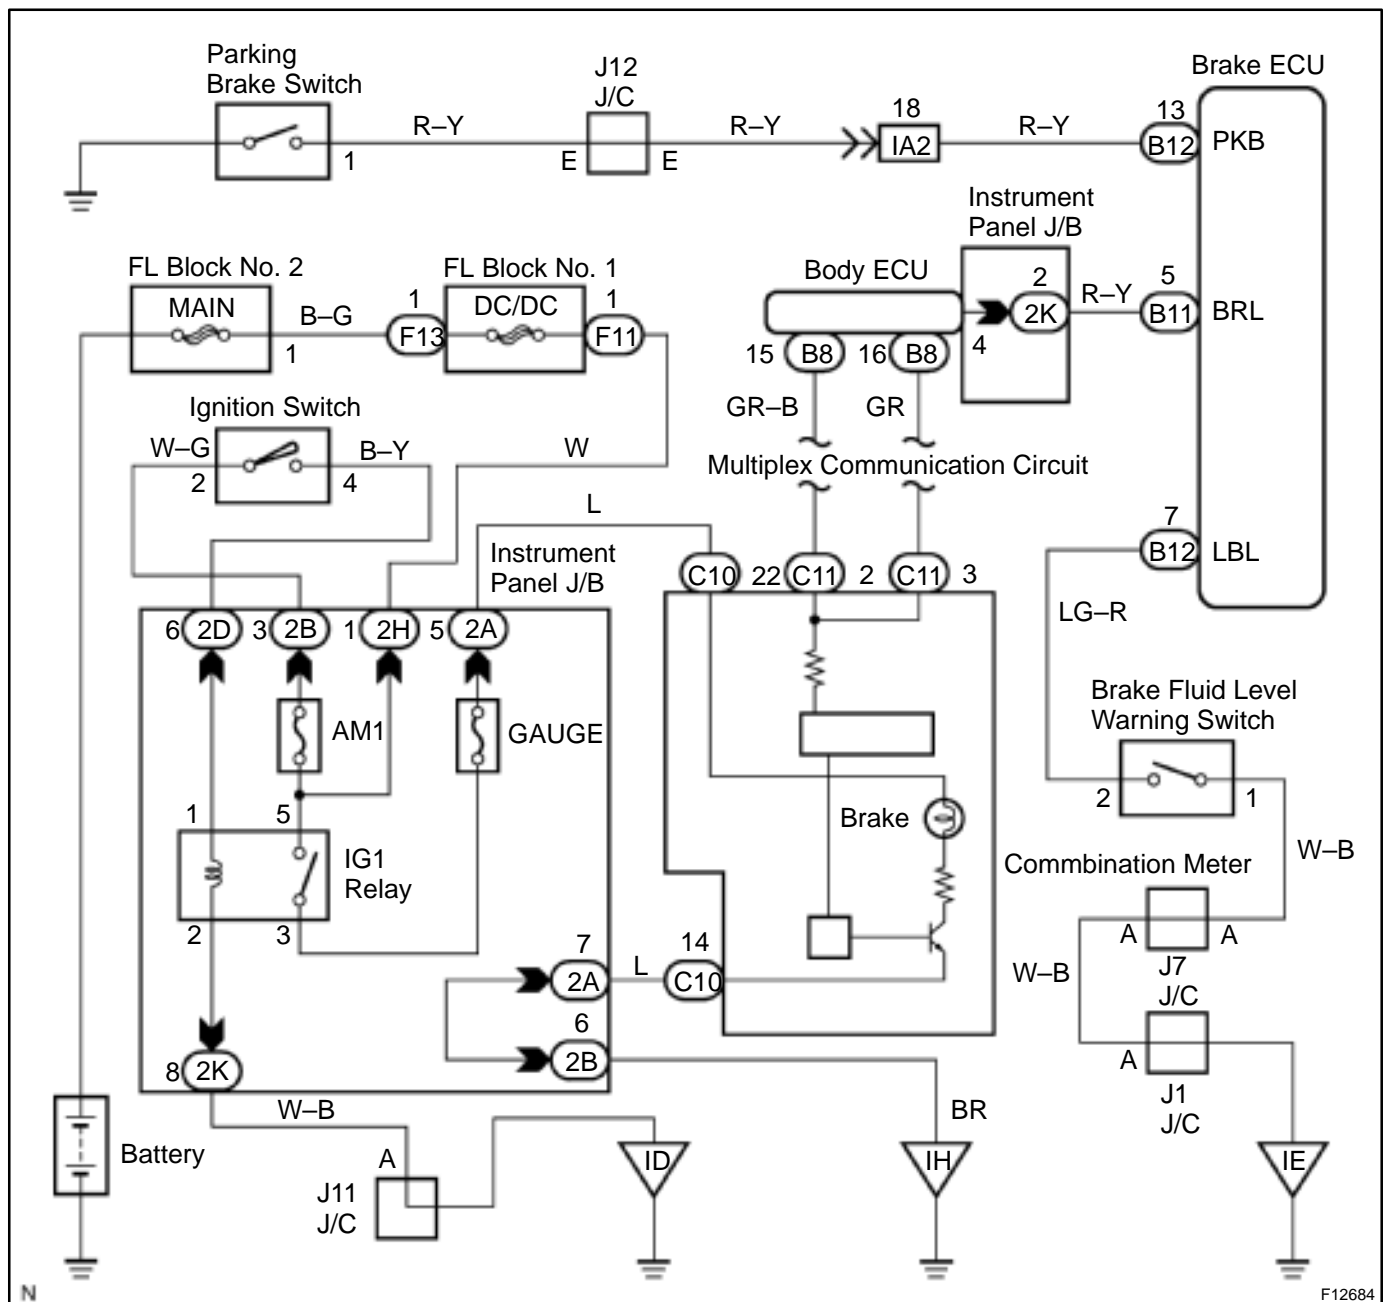 Parking
Brake Switch
J12
J/C
Brake ECU
R–Y
R–Y
18
R–Y
13
1
E
E
IA2
B12
PKB
Instrument
Panel J/B
FL Block No. 2
FL Block No. 1
Body ECU
2
R–Y
5
MAIN
B–G
1
DC/DC
1
2K
B11
BRL
1
F13
F11
15
B8
16
B8
4
Ignition Switch
GR–B
GR
W–G
B–Y
W
2
4
Multiplex Communication Circuit
L
7
Instrument
Panel J/B
B12
LBL
C10
22
C11
2
C11
3
LG–R
6
2D
3
2B
1
2H
5
2A
Brake Fluid Level
Warning Switch
AM1
GAUGE
2
1
1
5
Brake
W–B
IG1
Relay
Commbination Meter
2
3
7
14
A
A
2A
L
C10
W–B
J7
J/C
6
8
2K
2B
A
W–B
BR
J1
J/C
Battery
A
ID
IH
IE
J11
J/C
N
F12684